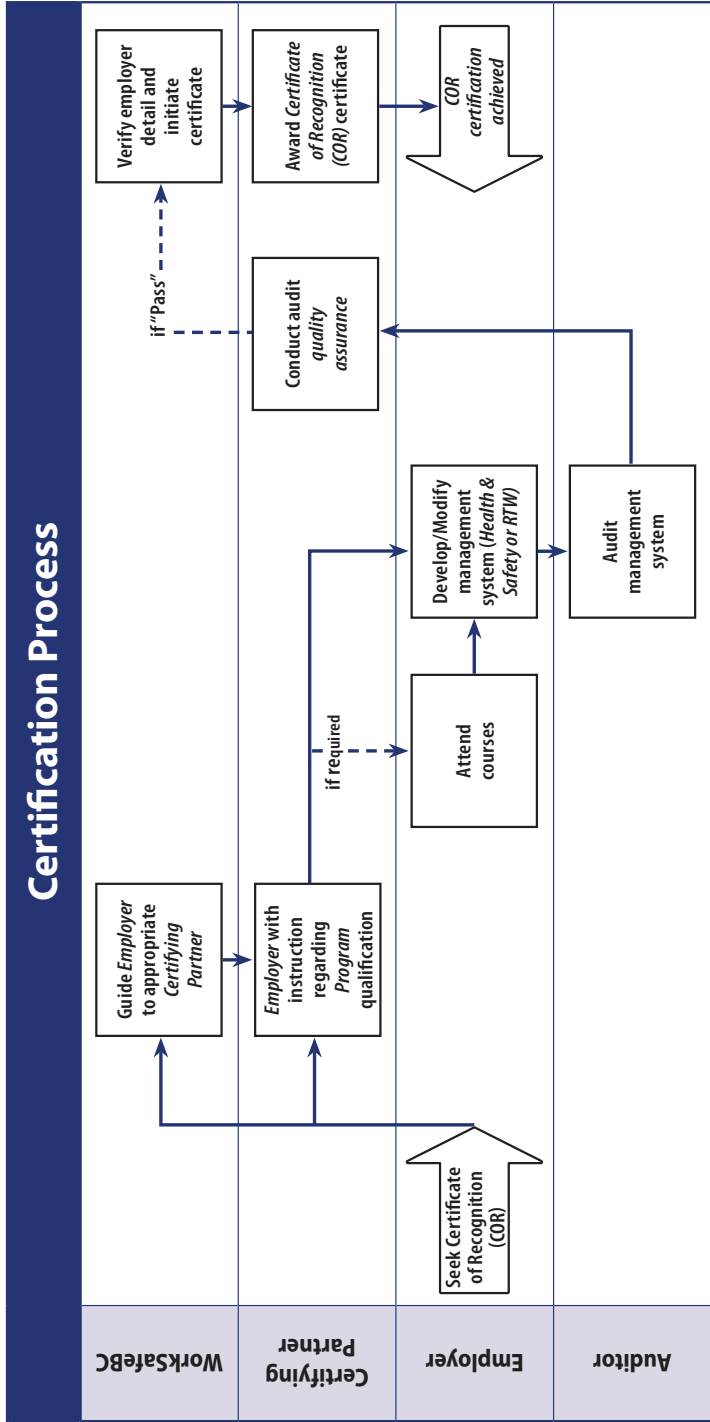 Certification Process
WorkSafeBC
Guide Employer
to appropriate
Certifying
Partner
Verify employer
detail and
initiate
certificate
if “Pass”
Certifying
Partner
Employer with
instruction
regarding
Program
qualification
if required
Conduct audit
quality
assurance
Award Certificate
of Recognition
(COR) certificate
Employer
Seek Certificate
of Recognition
(COR)
Attend
courses
Develop/Modify
management
system (Health &
Safety or RTW)
COR
certification
achieved
Auditor
Audit
management
system